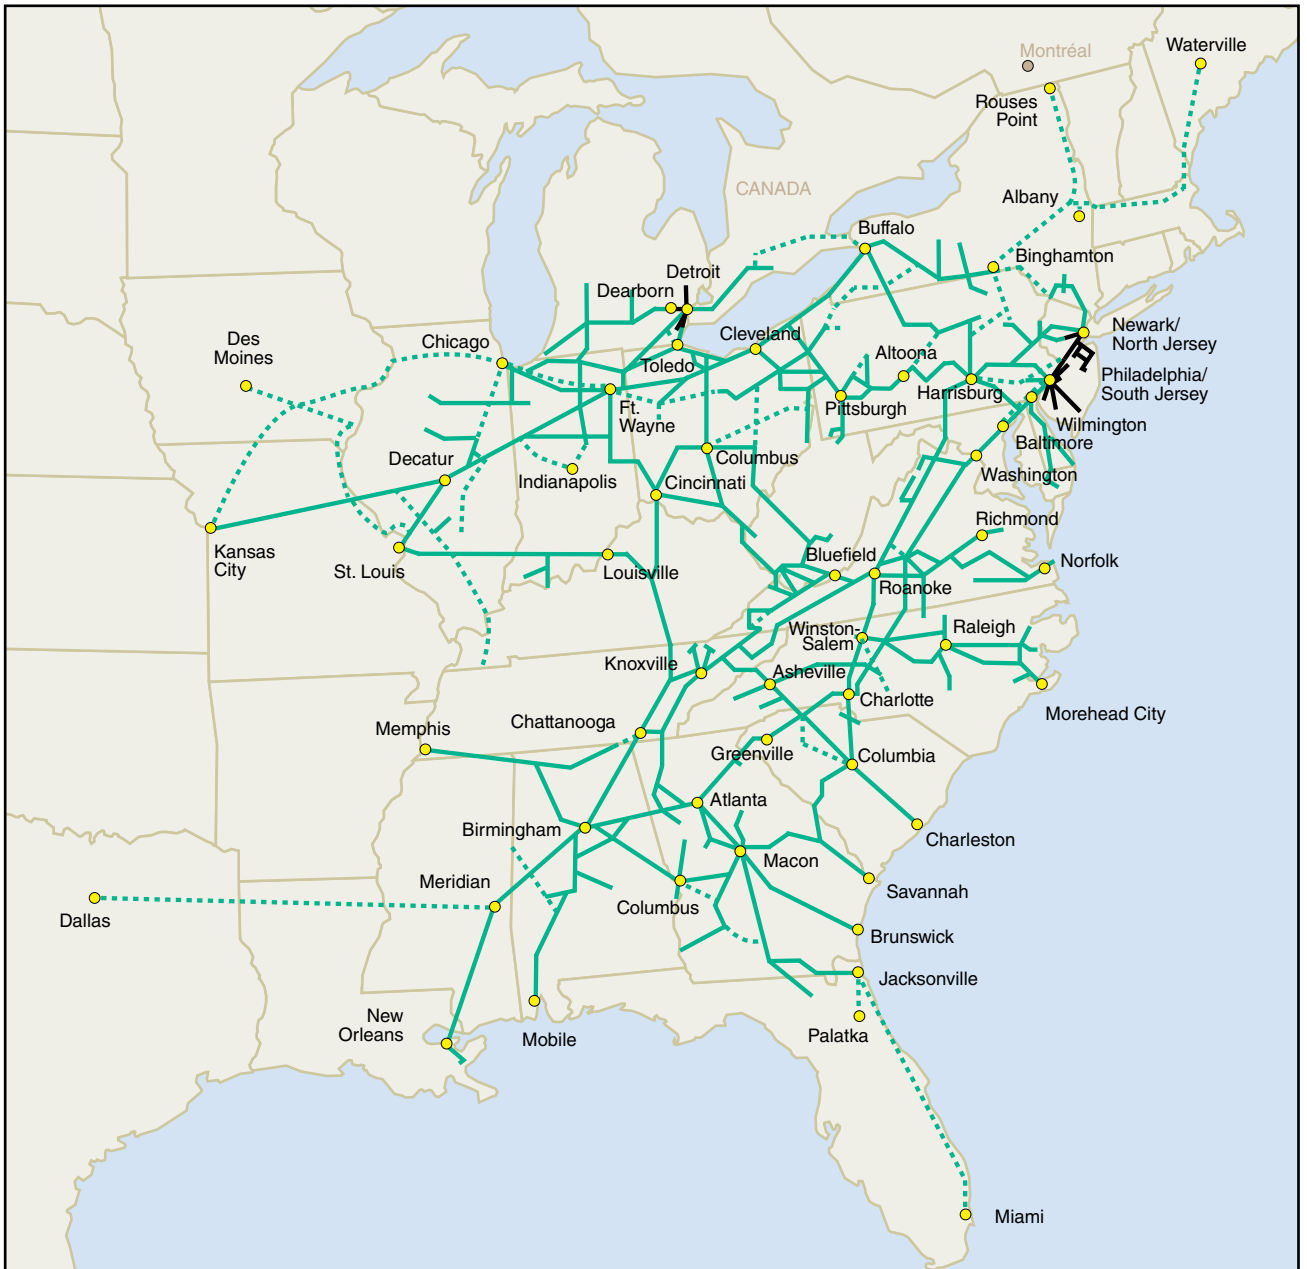 Waterville
Montréal
Rouses
Point
CANADA
Albany
Buffalo
Binghamton
Detroit
Dearborn
Des
Moines
Chicago
Cleveland
Newark/
North Jersey
Toledo
Altoona
Philadelphia/
South Jersey
Harrisburg
Ft.
Wayne
Pittsburgh
Wilmington
Baltimore
Decatur
Columbus
Indianapolis
Cincinnati
Washington
Richmond
Kansas
City
St. Louis
Louisville
Bluefield
Norfolk
Roanoke
Winston-
Salem
Raleigh
Knoxville
Asheville
Charlotte
Morehead City
Memphis
Chattanooga
Greenville
Columbia
Atlanta
Birmingham
Charleston
Macon
Meridian
Savannah
Columbus
Dallas
Brunswick
Jacksonville
New
Orleans
Mobile
Palatka
Miami